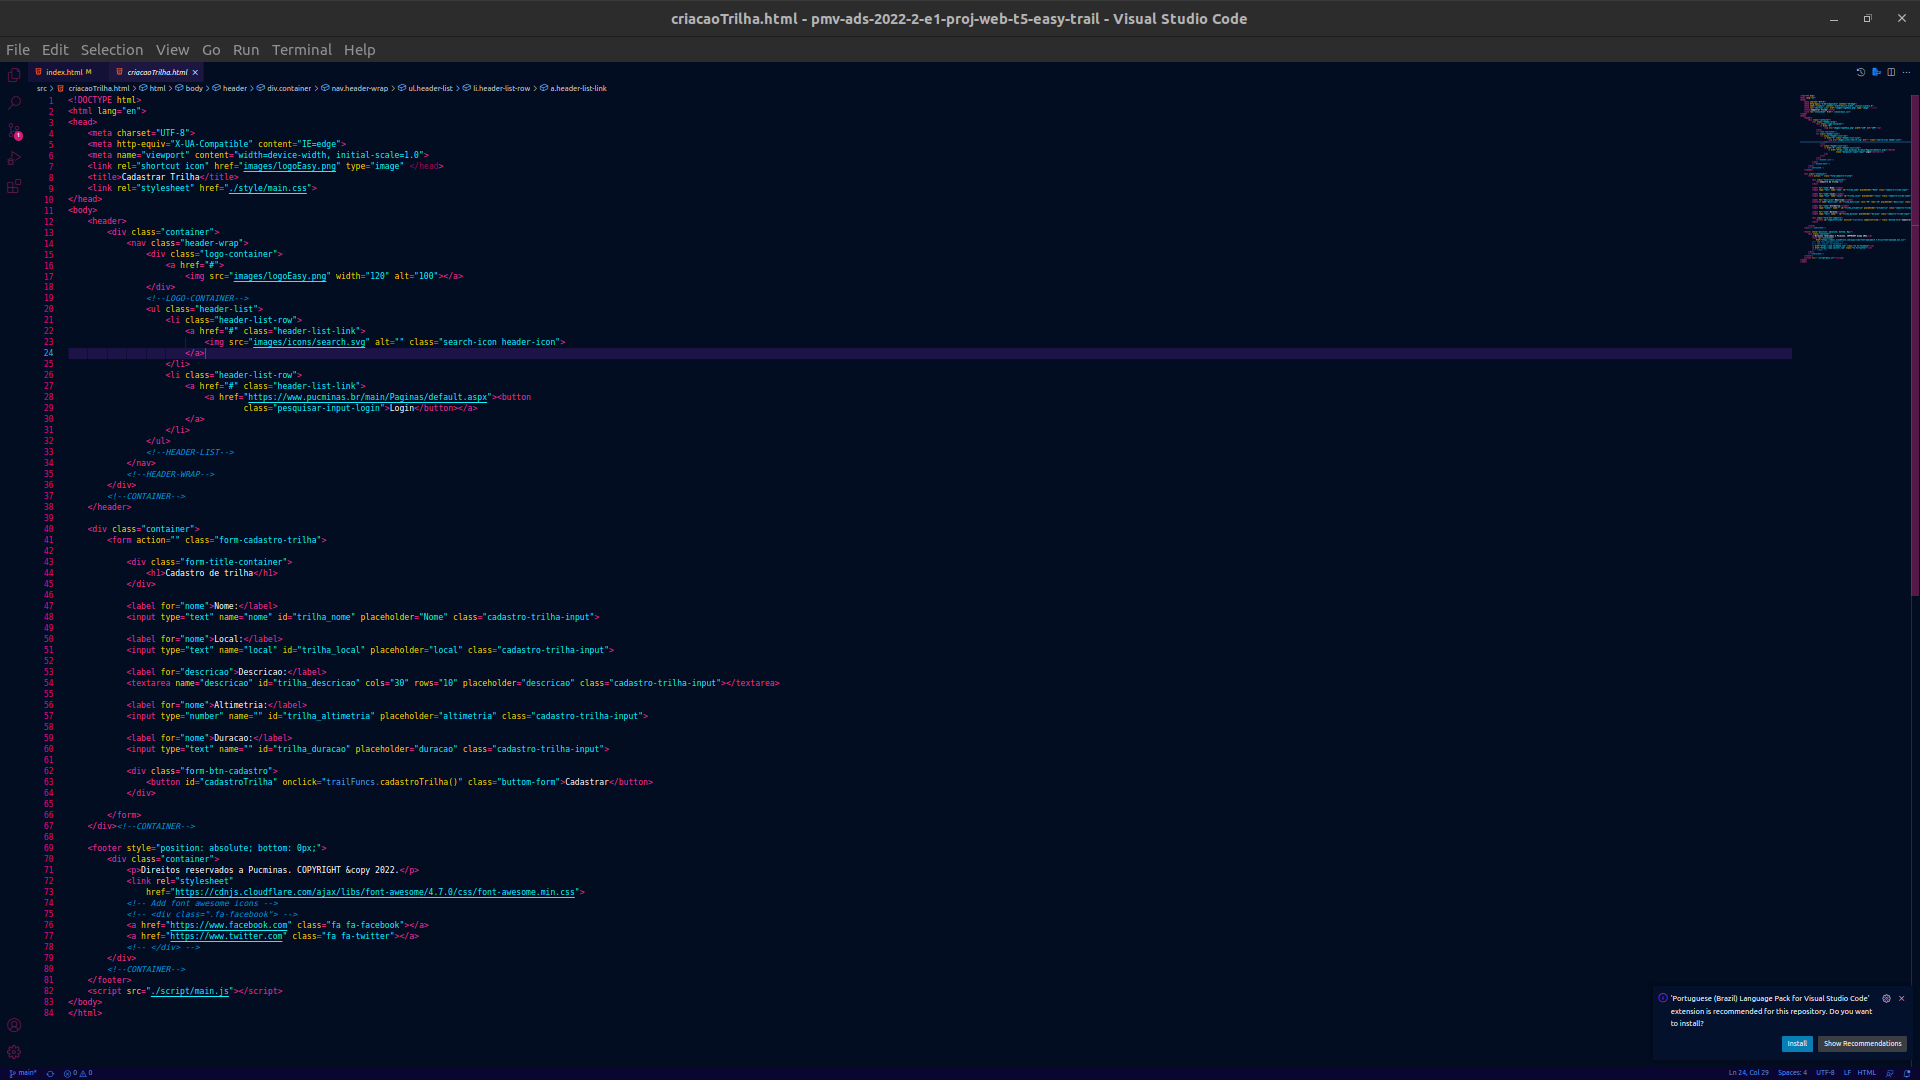 criacaoTrilha.html - pmv-ads-2022-2-e1-proj-web-t5-easy-trail - Visual Studio Code
File Edit Selection View Go Run Terminal Help
index.html M criacaoTrilha.html
src > criacaoTrilha.html > html > body > header > div.container > nav.header-wrap > ul.header-list > li.header-list-row > a.header-list-link
1 <!DOCTYPE html>
2 <html lang="en">
3 <head>
4 <meta charset="UTF-8">
5 <meta http-equiv="X-UA-Compatible" content="IE=edge">
6 <meta name="viewport" content="width=device-width, initial-scale=1.0">
7 <link rel="shortcut icon" href="images/logoEasy.png" type="image" </head>
8 <title>Cadastrar Trilha</title>
9 <link rel="stylesheet" href="./style/main.css">
10 </head>
11 <body>
12 <header>
13 <div class="container">
14 <nav class="header-wrap">
15 <div class="logo-container">
16 <a href="#">
17 <img src="images/logoEasy.png" width="120" alt="100"></a>
18 </div>
19 <!--LOGO-CONTAINER-->
20 <ul class="header-list">
21 <li class="header-list-row">
22 <a href="#" class="header-list-link">
23 <img src="images/icons/search.svg" alt="" class="search-icon header-icon">
24 </a>
25 </li>
26 <li class="header-list-row">
27 <a href="#" class="header-list-link">
28 <a href="https://www.pucminas.br/main/Paginas/default.aspx"><button
29 class="pesquisar-input-login">Login</button></a>
30 </a>
31 </li>
32 </ul>
33 <!--HEADER-LIST-->
34 </nav>
35 <!--HEADER-WRAP-->
36 </div>
37 <!--CONTAINER-->
38 </header>
39
40 <div class="container">
41 <form action="" class="form-cadastro-trilha">
42
43 <div class="form-title-container">
44 <h1>Cadastro de trilha</h1>
45 </div>
46
47 <label for="nome">Nome:</label>
48 <input type="text" name="nome" id="trilha_nome" placeholder="Nome" class="cadastro-trilha-input">
49
50 <label for="nome">Local:</label>
51 <input type="text" name="local" id="trilha_local" placeholder="local" class="cadastro-trilha-input">
52
53 <label for="descricao">Descricao:</label>
54 <textarea name="descricao" id="trilha_descricao" cols="30" rows="10" placeholder="descricao" class="cadastro-trilha-input"></textarea>
55
56 <label for="nome">Altimetria:</label>
57 <input type="number" name="" id="trilha_altimetria" placeholder="altimetria" class="cadastro-trilha-input">
58
59 <label for="nome">Duracao:</label>
60 <input type="text" name="" id="trilha_duracao" placeholder="duracao" class="cadastro-trilha-input">
61
62 <div class="form-btn-cadastro">
63 <button id="cadastroTrilha" onclick="trailFuncs.cadastroTrilha()" class="buttom-form">Cadastrar</button>
64 </div>
65
66 </form>
67 </div><!--CONTAINER-->
68
69 <footer style="position: absolute; bottom: 0px;">
70 <div class="container">
71 <p>Direitos reservados a Pucminas. COPYRIGHT &copy 2022.</p>
72 <link rel="stylesheet"
73 href="https://cdnjs.cloudflare.com/ajax/libs/font-awesome/4.7.0/css/font-awesome.min.css">
74 <!-- Add font awesome icons -->
75 <!-- <div class=".fa-facebook"> -->
76 <a href="https://www.facebook.com" class="fa fa-facebook"></a>
77 <a href="https://www.twitter.com" class="fa fa-twitter"></a>
78 <!-- </div> -->
79 </div>
80 <!--CONTAINER-->
81 </footer>
82 <script src="./script/main.js"></script>
83 </body>
84 </html>
1
'Portuguese (Brazil) Language Pack for Visual Studio Code'
extension is recommended for this repository. Do you want
to install?
Install Show Recommendations
main* 0 0 Ln 24, Col 29 Spaces: 4 UTF-8 LF HTML